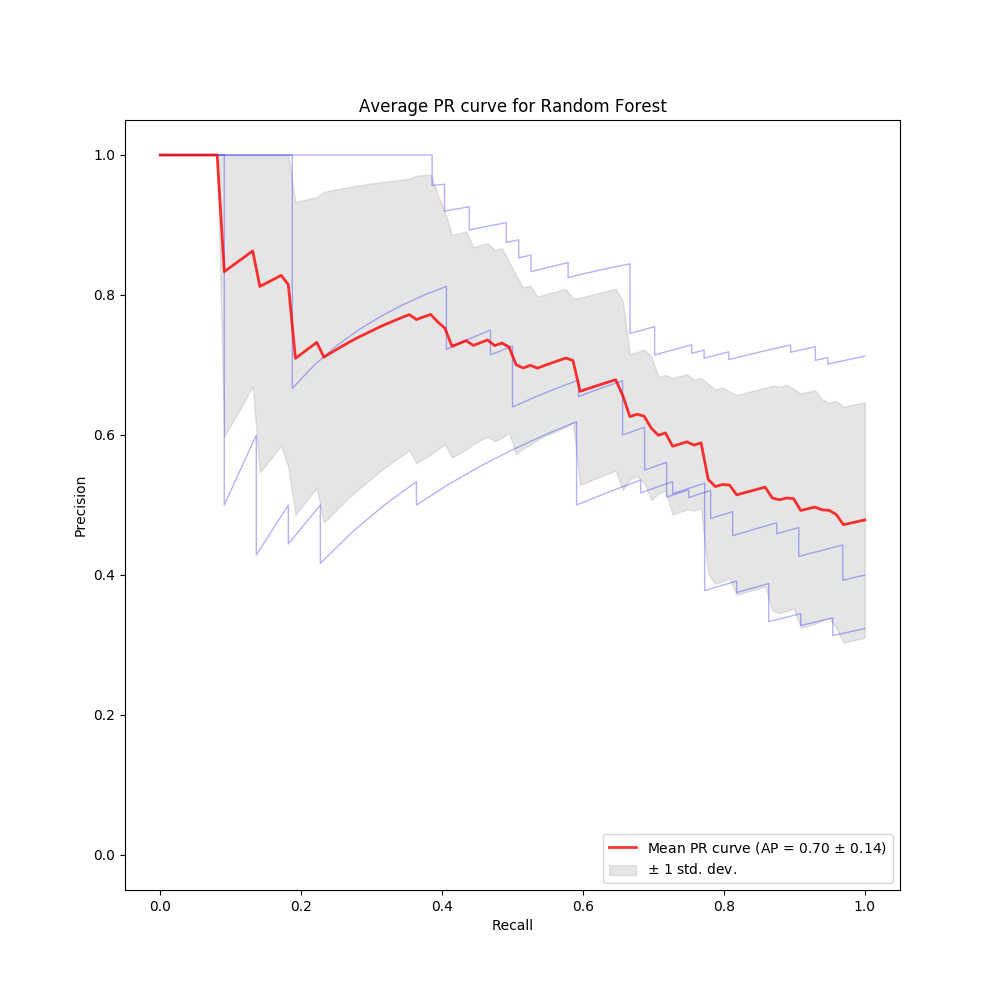 Average PR curve for Random Forest
1.0
0.8
0.6
0.4
0.2
0.0
Precision
Mean PR curve (AP = 0.70 ± 0.14)
± 1 std. dev.
0.0 0.2 0.4 0.6 0.8 1.0
Recall